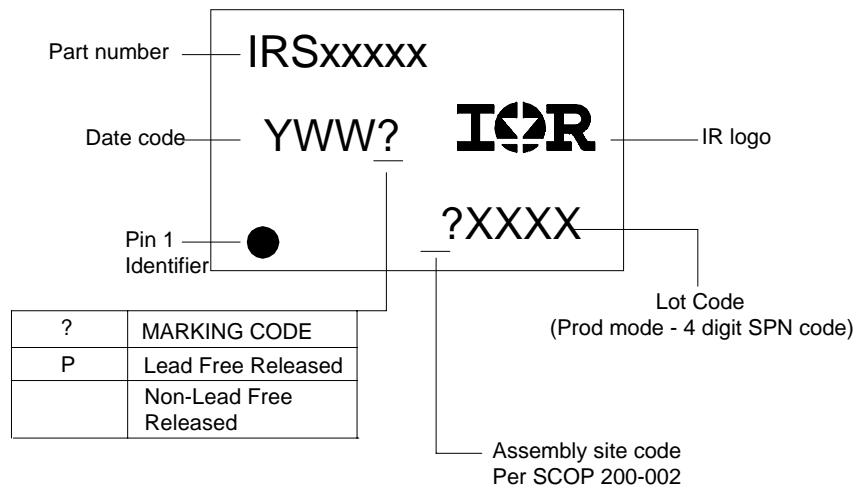 Part number
IRSxxxxx
Date code
YWW?
IOR
IR logo
Pin 1
Identifier
?XXXX
Lot Code
(Prod mode - 4 digit SPN code)
? MARKING CODE
P Lead Free Released
Non-Lead Free
Released
Assembly site code
Per SCOP 200-002